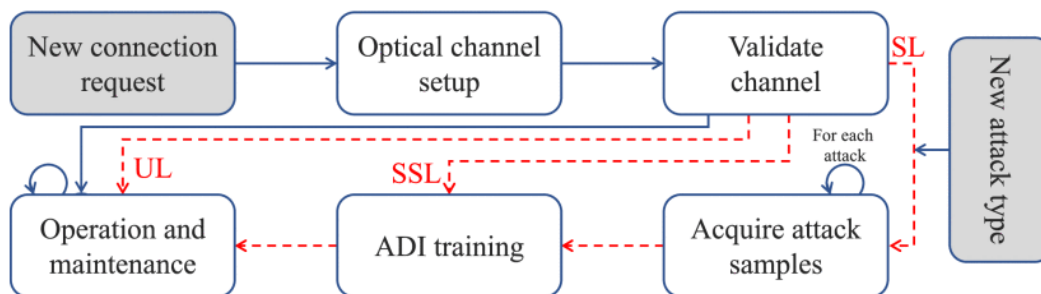 New connection
request
Optical channel
setup
Validate
channel
SL
New attack type
For each
attack
UL
SSL
Operation and
maintenance
ADI training
Acquire attack
samples